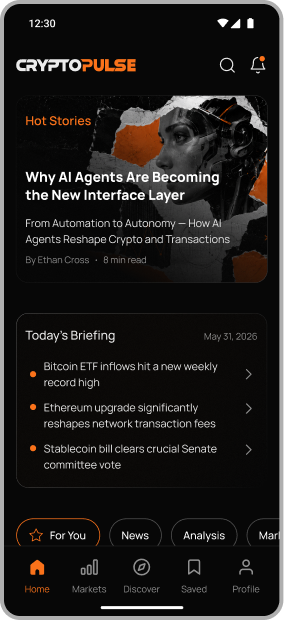 12:30
CRYPTOPULSE
Hot Stories
Why AI Agents Are Becoming
the New Interface Layer
From Automation to Autonomy — How AI
Agents Reshape Crypto and Transactions
By Ethan Cross • 8 min read
Today's Briefing
May 31, 2026
Bitcoin ETF inflows hit a new weekly
record high
Ethereum upgrade significantly
reshapes network transaction fees
Stablecoin bill clears crucial Senate
committee vote
For You
News
Analysis
Mar
Home
Markets
Discover
Saved
Profile